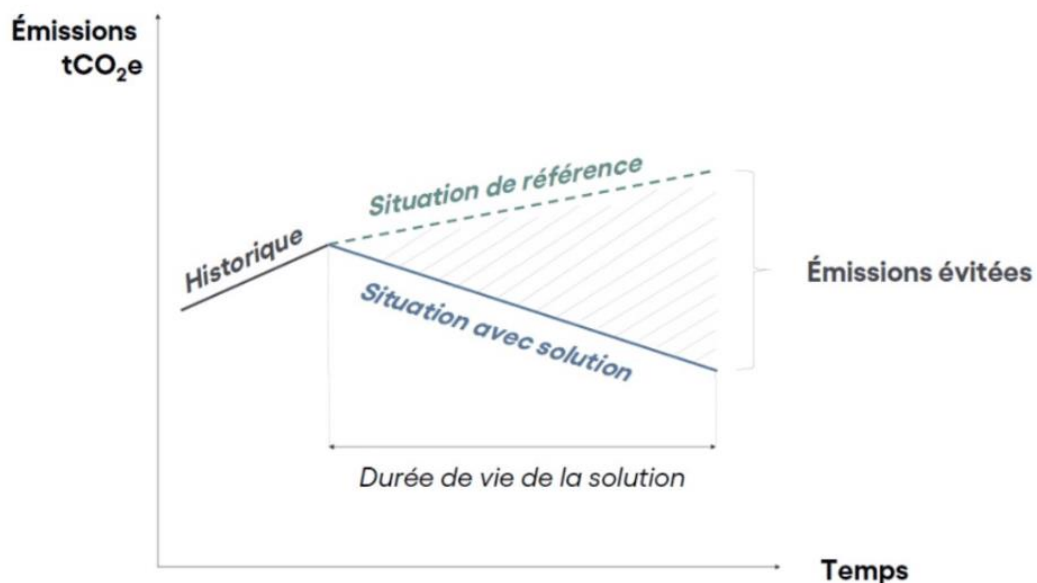 Émissions
tCO₂e
Situation de référence
Historique
Émissions évitées
Situation avec solution
Durée de vie de la solution
Temps